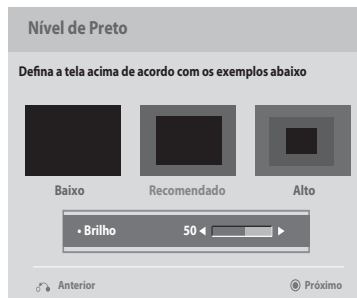 Nível de Preto
Defina a tela acima de acordo com os exemplos abaixo
Baixo Recomendado Alto
• Brilho 50
Anterior Próximo